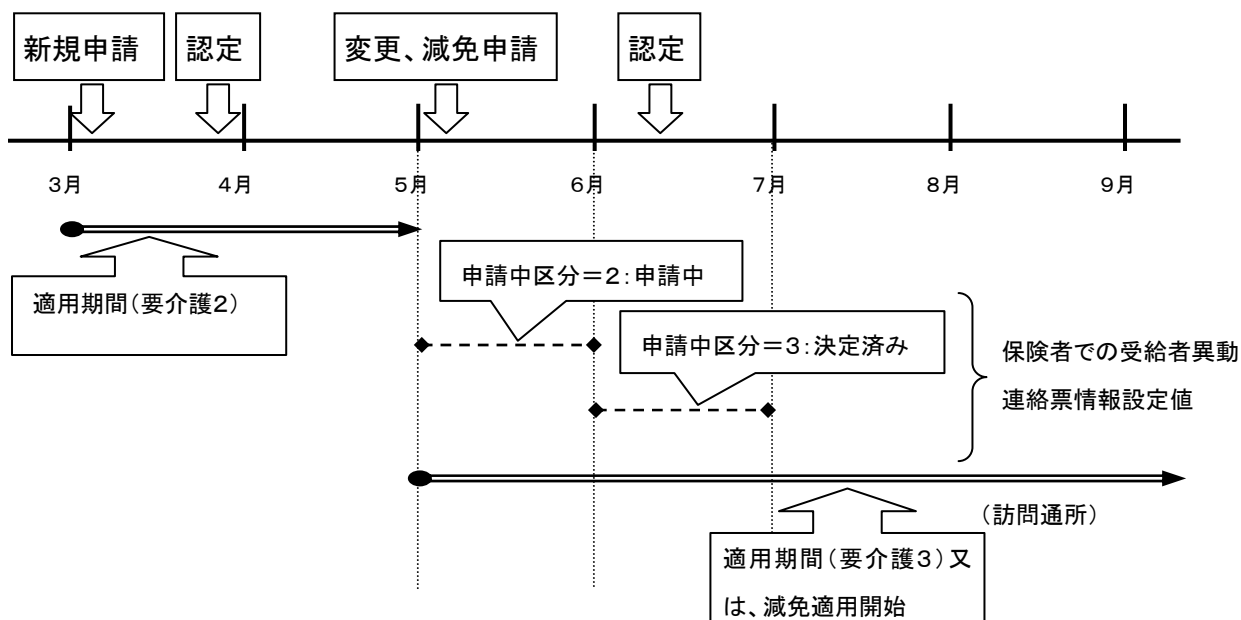 新規申請
認定
変更、減免申請
認定
3月
4月
5月
6月
7月
8月
9月
適用期間(要介護2)
申請中区分=2:申請中
申請中区分=3:決定済み
保険者での受給者異動
連絡票情報設定値
(訪問通所)
適用期間(要介護3)又
は、減免適用開始